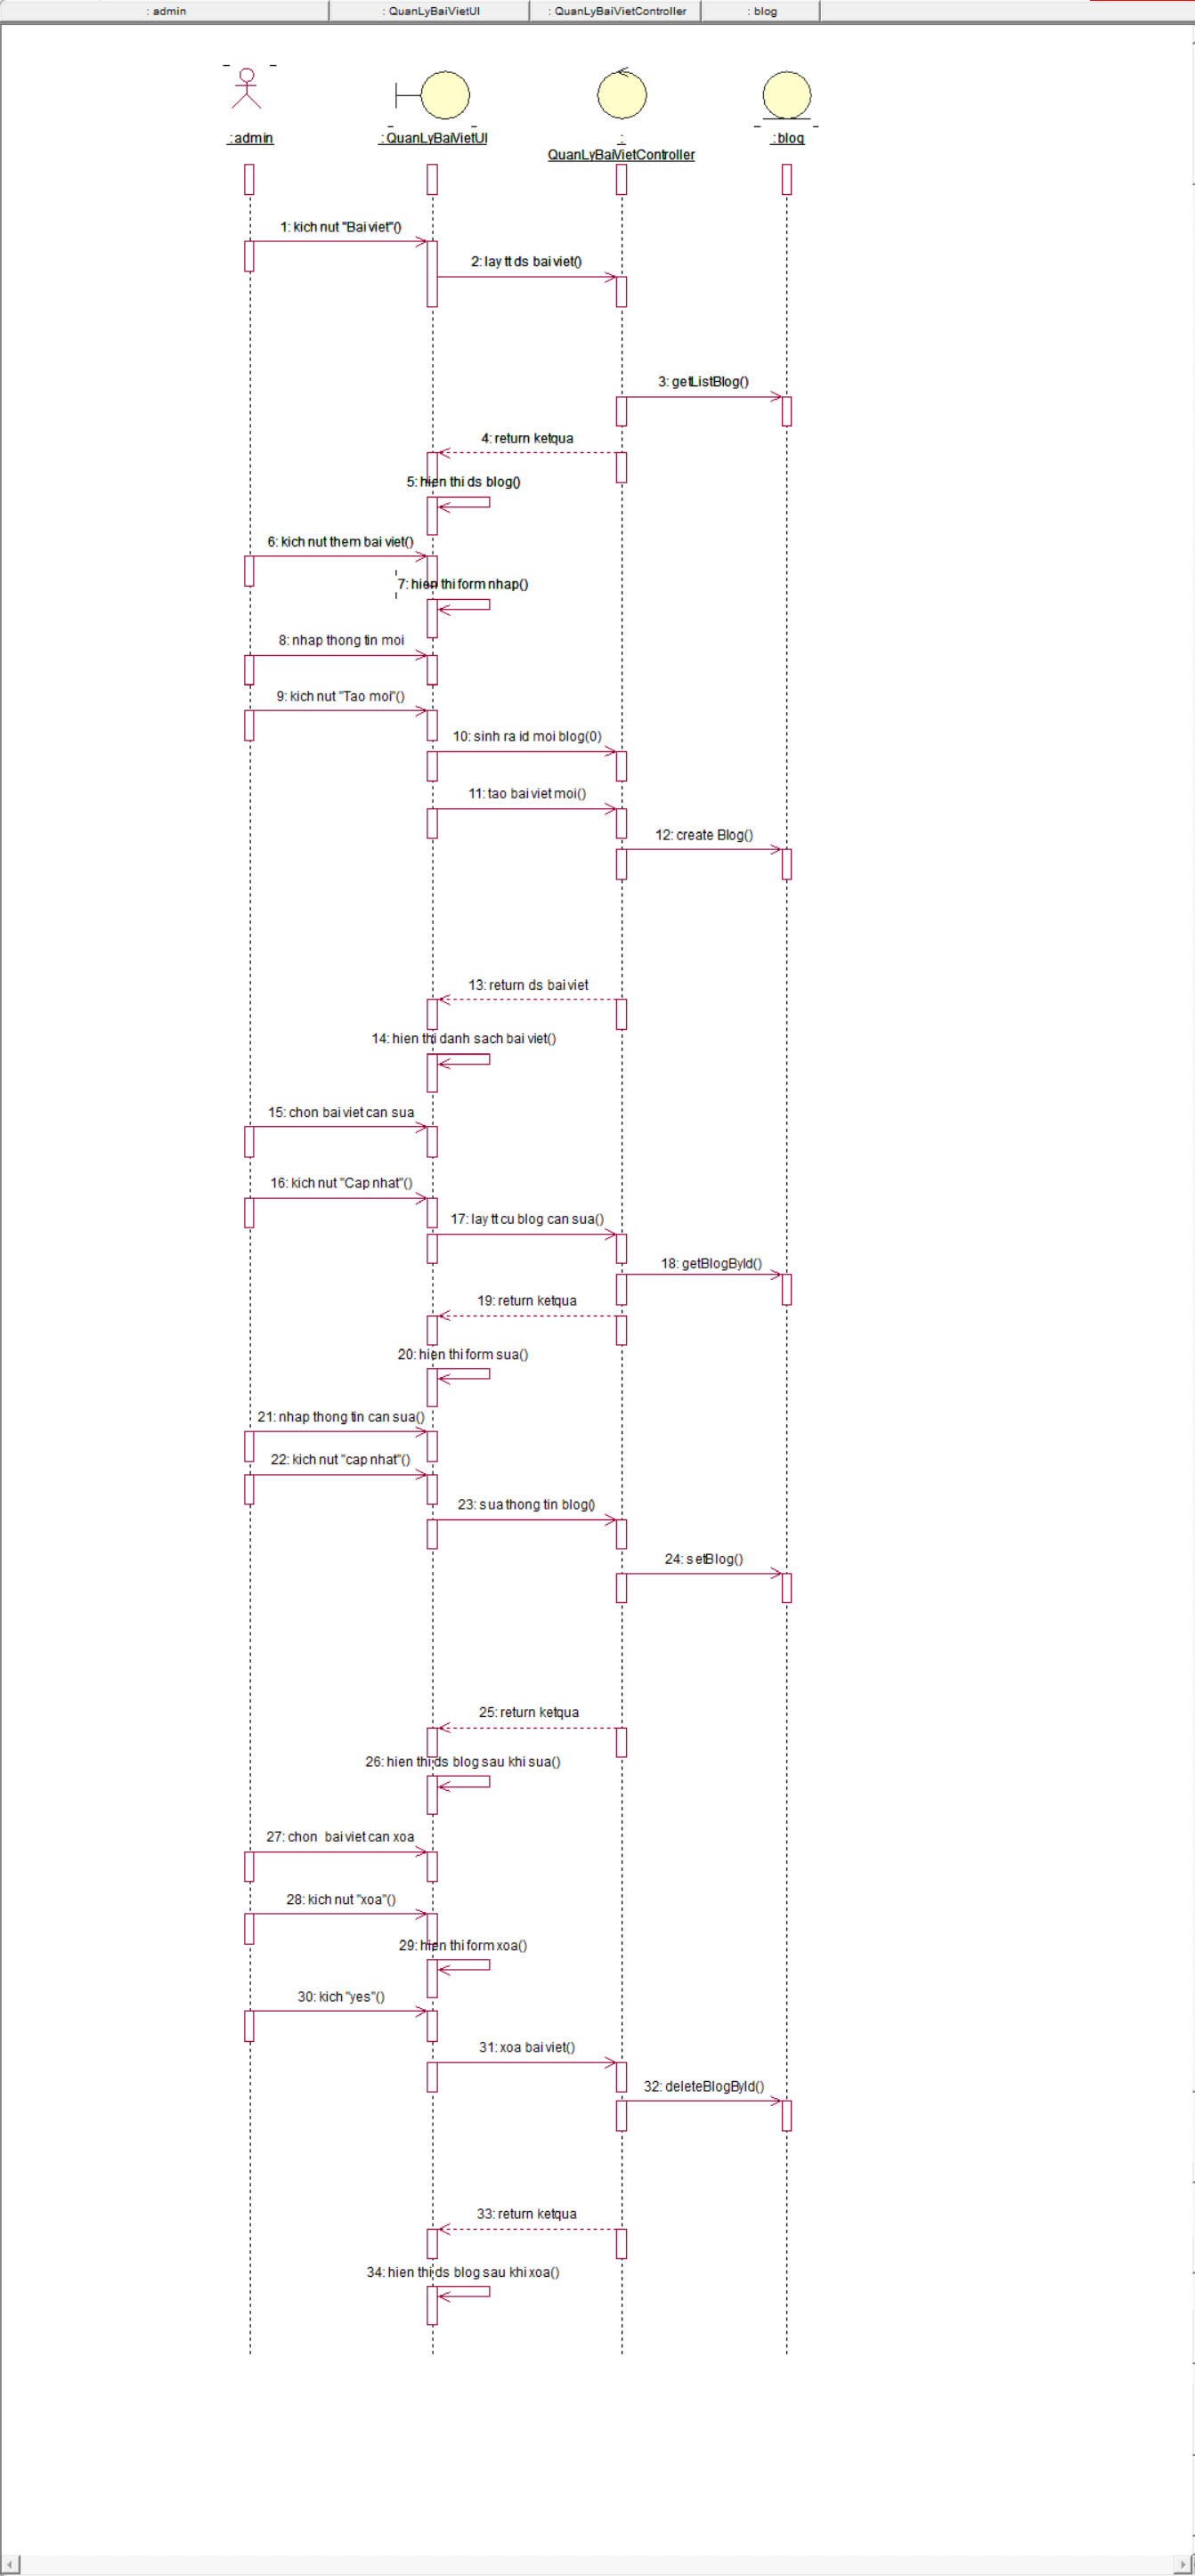 : admin
: QuanLyBaiVietUI
: QuanLyBaiVietController
: blog
:admin
:QuanLyBaiVietUI
:
QuanLyBaiVietController
:blog
1: kich nut "Bai viet"()
2: lay tt ds bai viet()
3: getListBlog()
4: return ketqua
5: hien thi ds blog()
6: kich nut them bai viet()
7: hien thi form nhap()
8: nhap thong tin moi
9: kich nut "Tao moi"()
10: sinh ra id moi blog(0)
11: tao bai viet moi()
12: create Blog()
13: return ds bai viet
14: hien thi danh sach bai viet()
15: chon bai viet can sua
16: kich nut "Cap nhat"()
17: lay tt cu blog can sua()
18: getBlogById()
19: return ketqua
20: hien thi form sua()
21: nhap thong tin can sua()
22: kich nut "cap nhat"()
23: sua thong tin blog()
24: setBlog()
25: return ketqua
26: hien thi ds blog sau khi sua()
27: chon bai viet can xoa
28: kich nut "xoa"()
29: hien thi form xoa()
30: kich "yes"()
31: xoa bai viet()
32: deleteBlogById()
33: return ketqua
34: hien thi ds blog sau khi xoa()